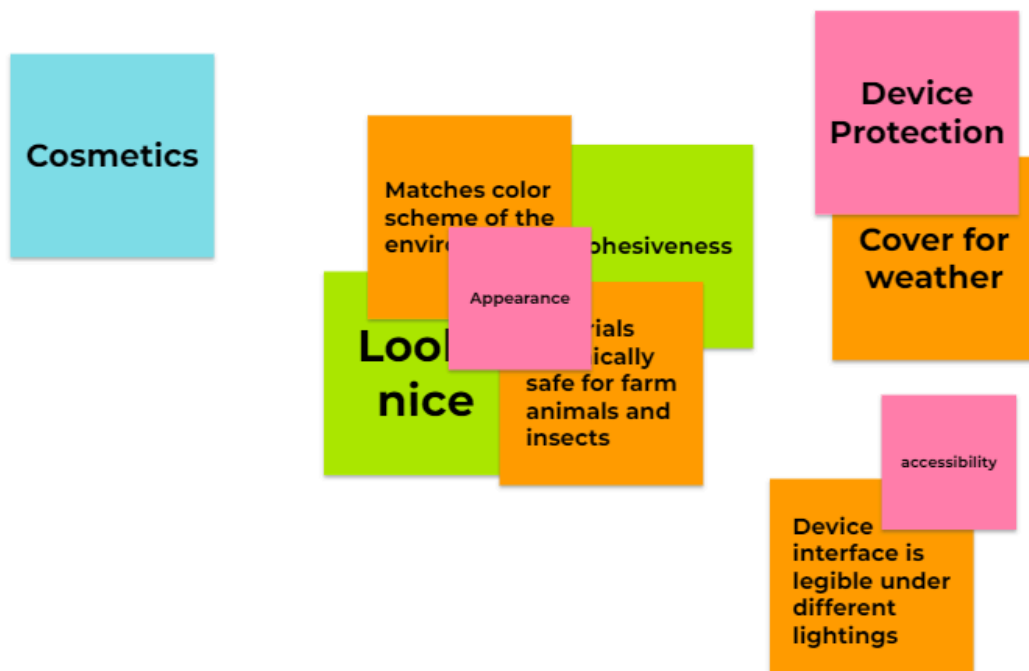 Cosmetics
Matches color
scheme of the
Appearance
nice
safe for farm
animals and
insects
Device
Protection
Cover for
weather
accessibility
Device
interface is
legible under
different
lightings